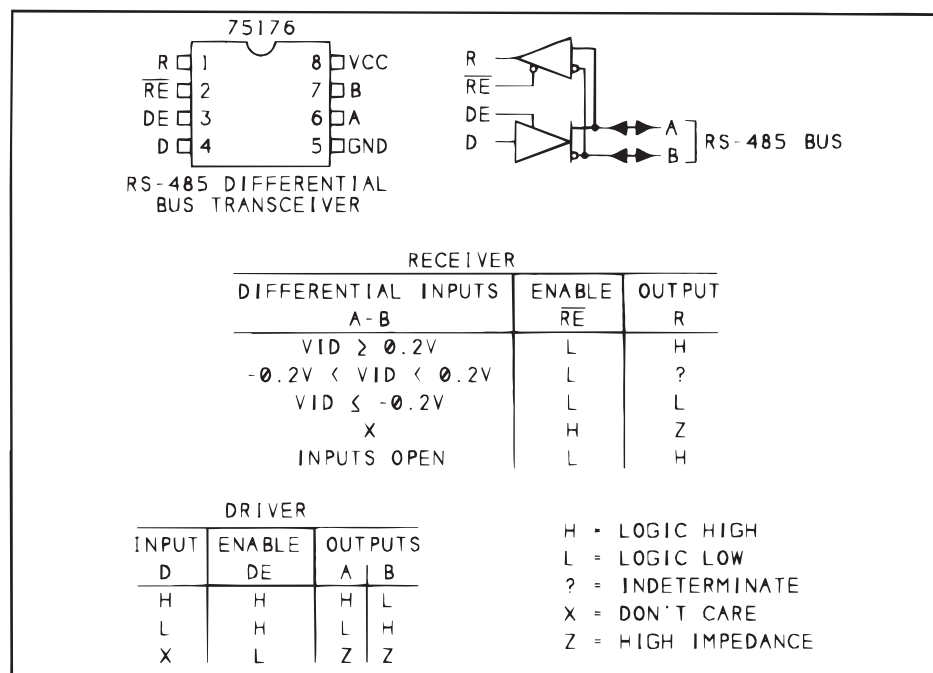 75176
R 1 8 VCC
RE 2 7 B
DE 3 6 A
D 4 5 GND
RS-485 DIFFERENTIAL
BUS TRANSCEIVER
R
RE
DE
D
A
B
RS-485 BUS
RECEIVER
DIFFERENTIAL INPUTS ENABLE OUTPUT
A-B RE R
VID ≥ 0.2V L H
-0.2V < VID < 0.2V L ?
VID ≤ -0.2V L L
X H Z
INPUTS OPEN L H
DRIVER
INPUT ENABLE OUTPUTS
D DE A B
H H H L
L H L H
X L Z Z
H = LOGIC HIGH
L = LOGIC LOW
? = INDETERMINATE
X = DON'T CARE
Z = HIGH IMPEDANCE